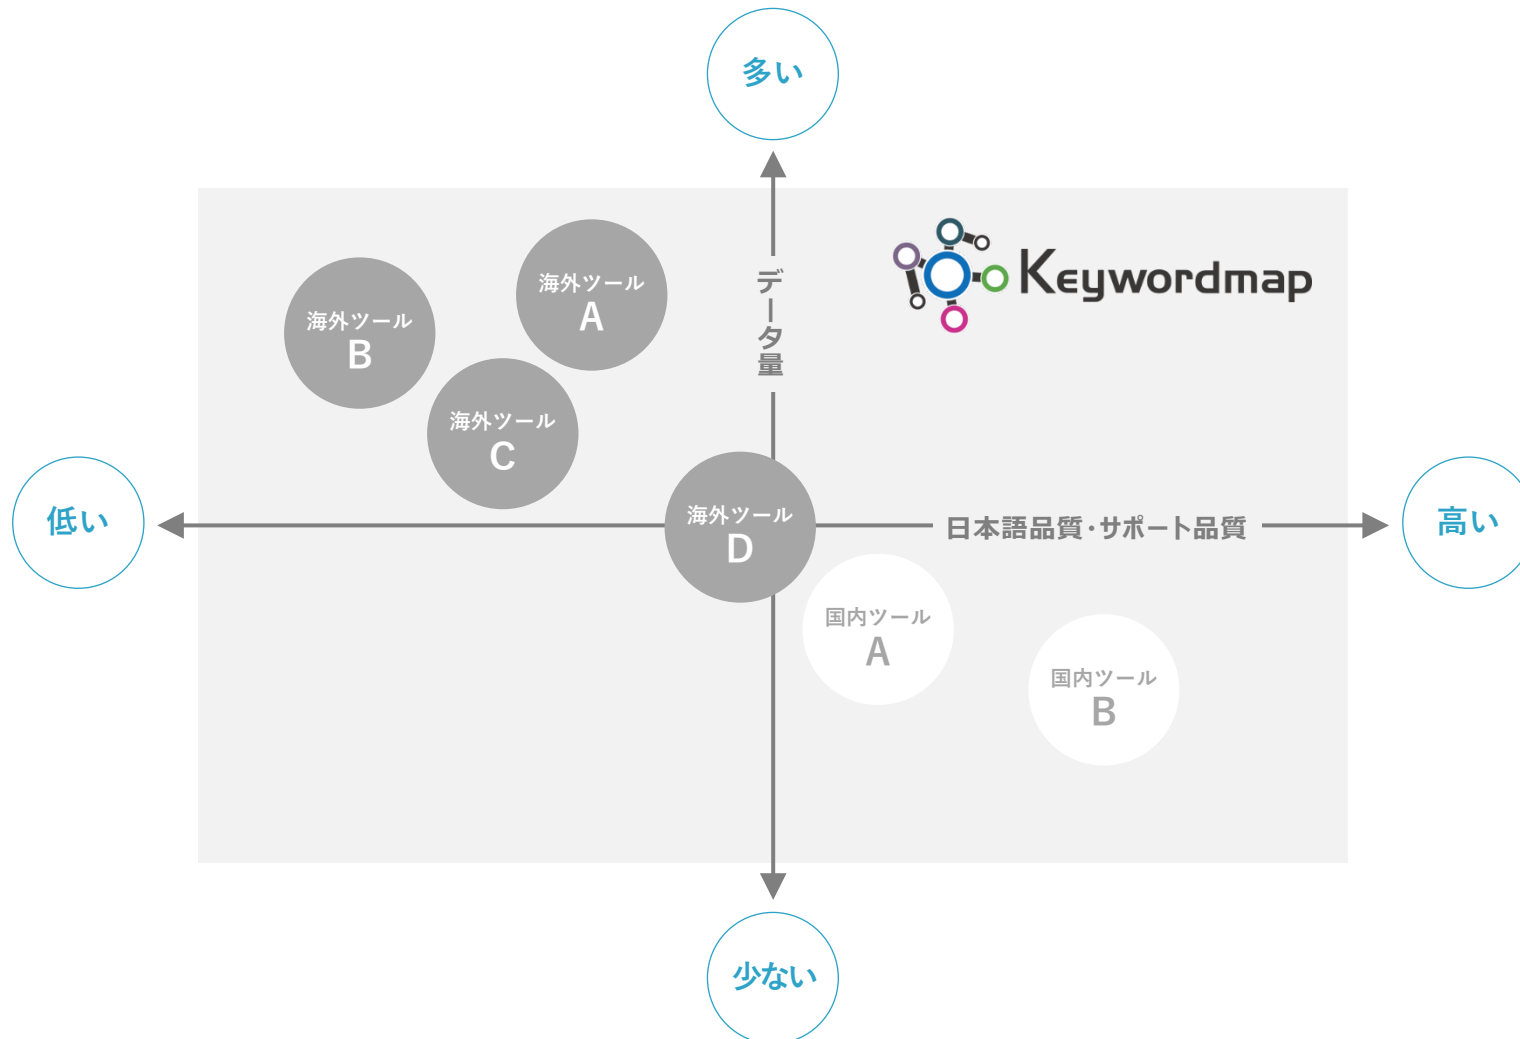 多い
Keywordmap
データ量
海外ツール
A
海外ツール
B
海外ツール
C
低い
海外ツール
D
日本語品質・サポート品質
高い
国内ツール
A
国内ツール
B
少ない